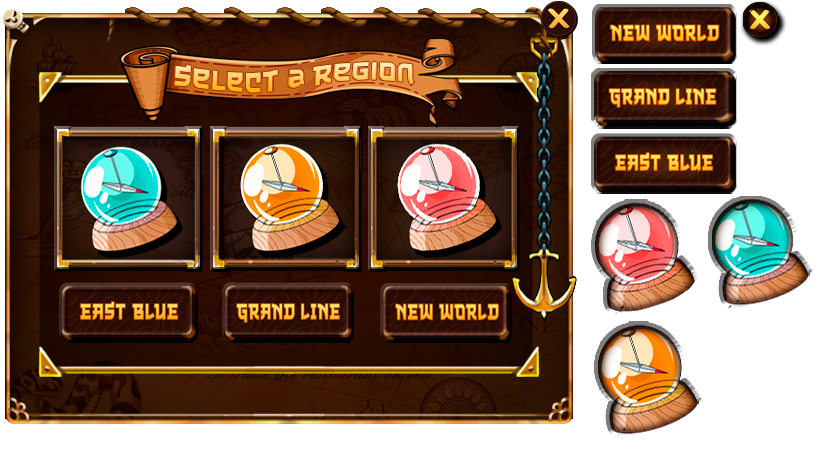 SELECT A REGION
EAST BLUE
GRAND LINE
NEW WORLD
NEW WORLD
GRAND LINE
EAST BLUE